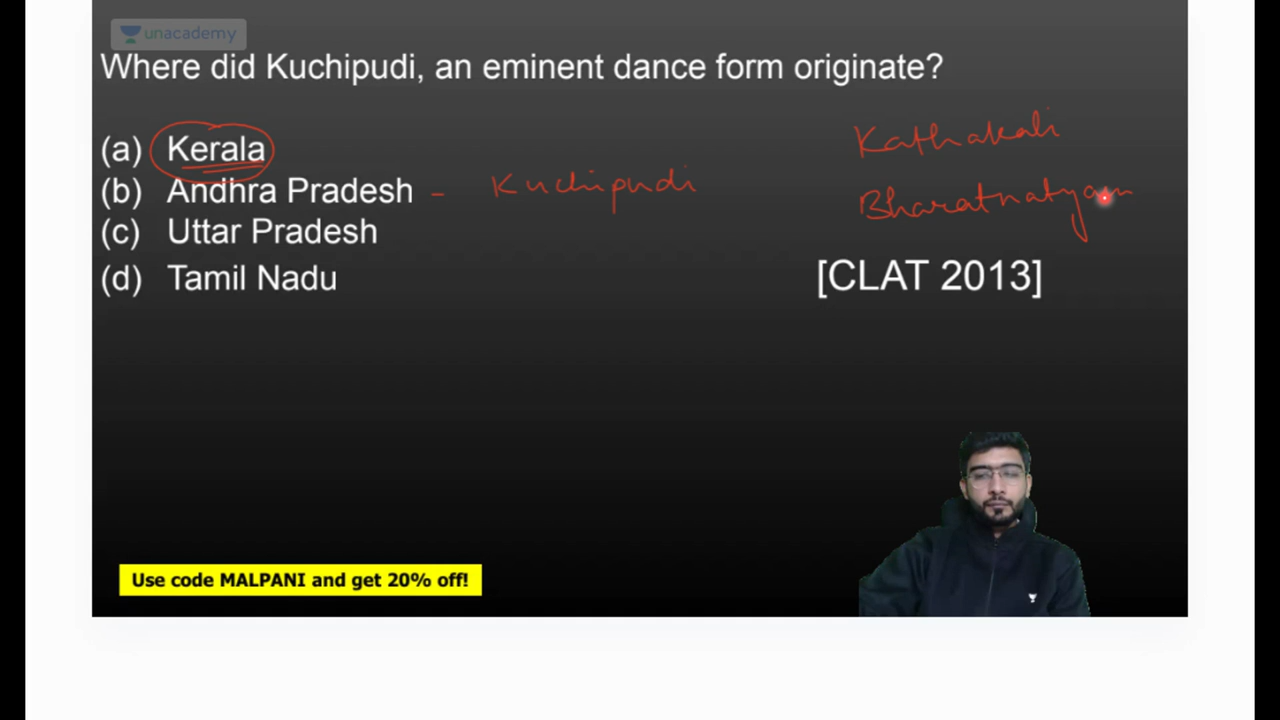 unacademy
Where did Kuchipudi, an eminent dance form originate?
(a) Kerala
(b) Andhra Pradesh - Kuchipudi
(c) Uttar Pradesh
(d) Tamil Nadu
Kathakali
Bharatnatyam
[CLAT 2013]
Use code MALPANI and get 20% off!